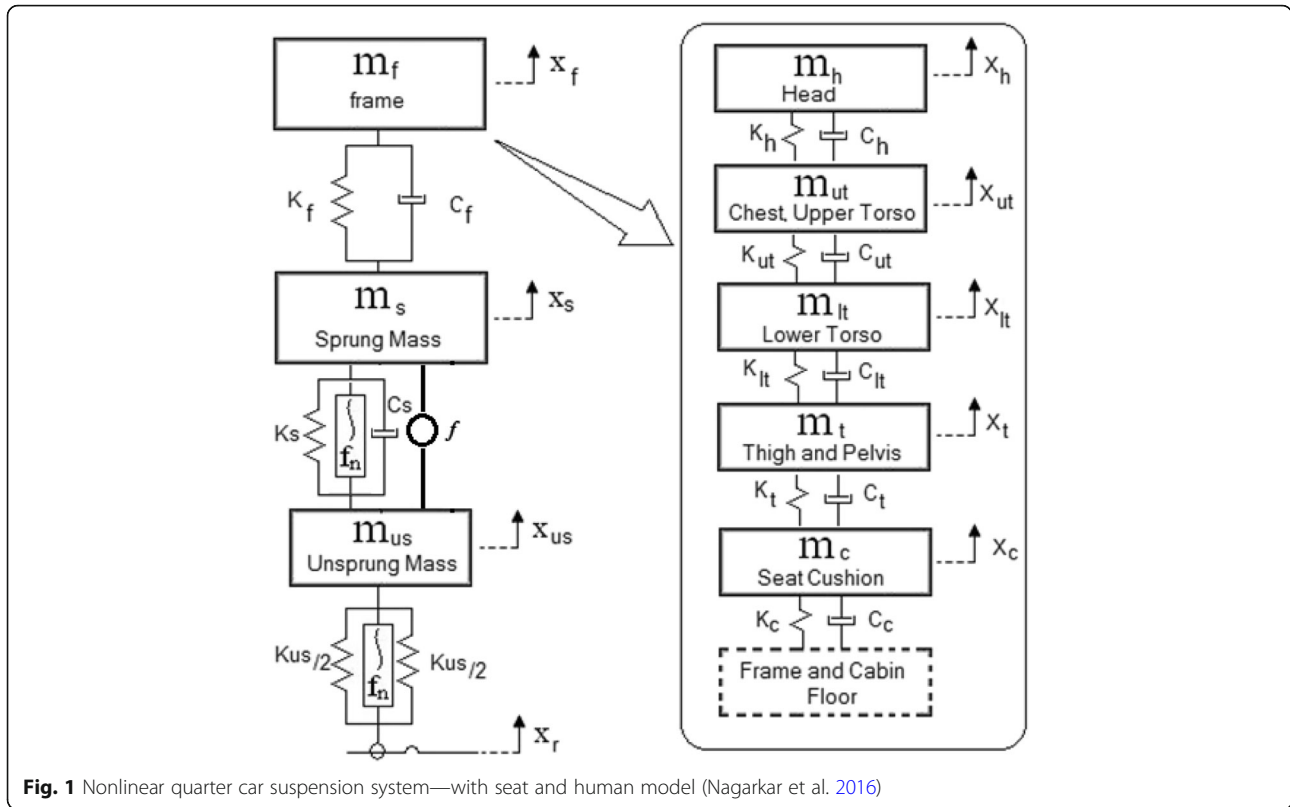 m_f
frame
x_f
K_f
C_f
m_s
Sprung Mass
x_s
Ks
f_n
Cs
f
m_us
Unsprung Mass
x_us
Kus/2
f_n
Kus/2
x_r
m_h
Head
X_h
K_h
C_h
m_ut
Chest, Upper Torso
X_ut
K_ut
C_ut
m_lt
Lower Torso
X_lt
K_lt
C_lt
m_t
Thigh and Pelvis
X_t
K_t
C_t
m_c
Seat Cushion
X_c
K_c
C_c
Frame and Cabin
Floor
Fig. 1 Nonlinear quarter car suspension system—with seat and human model (Nagarkar et al. 2016)